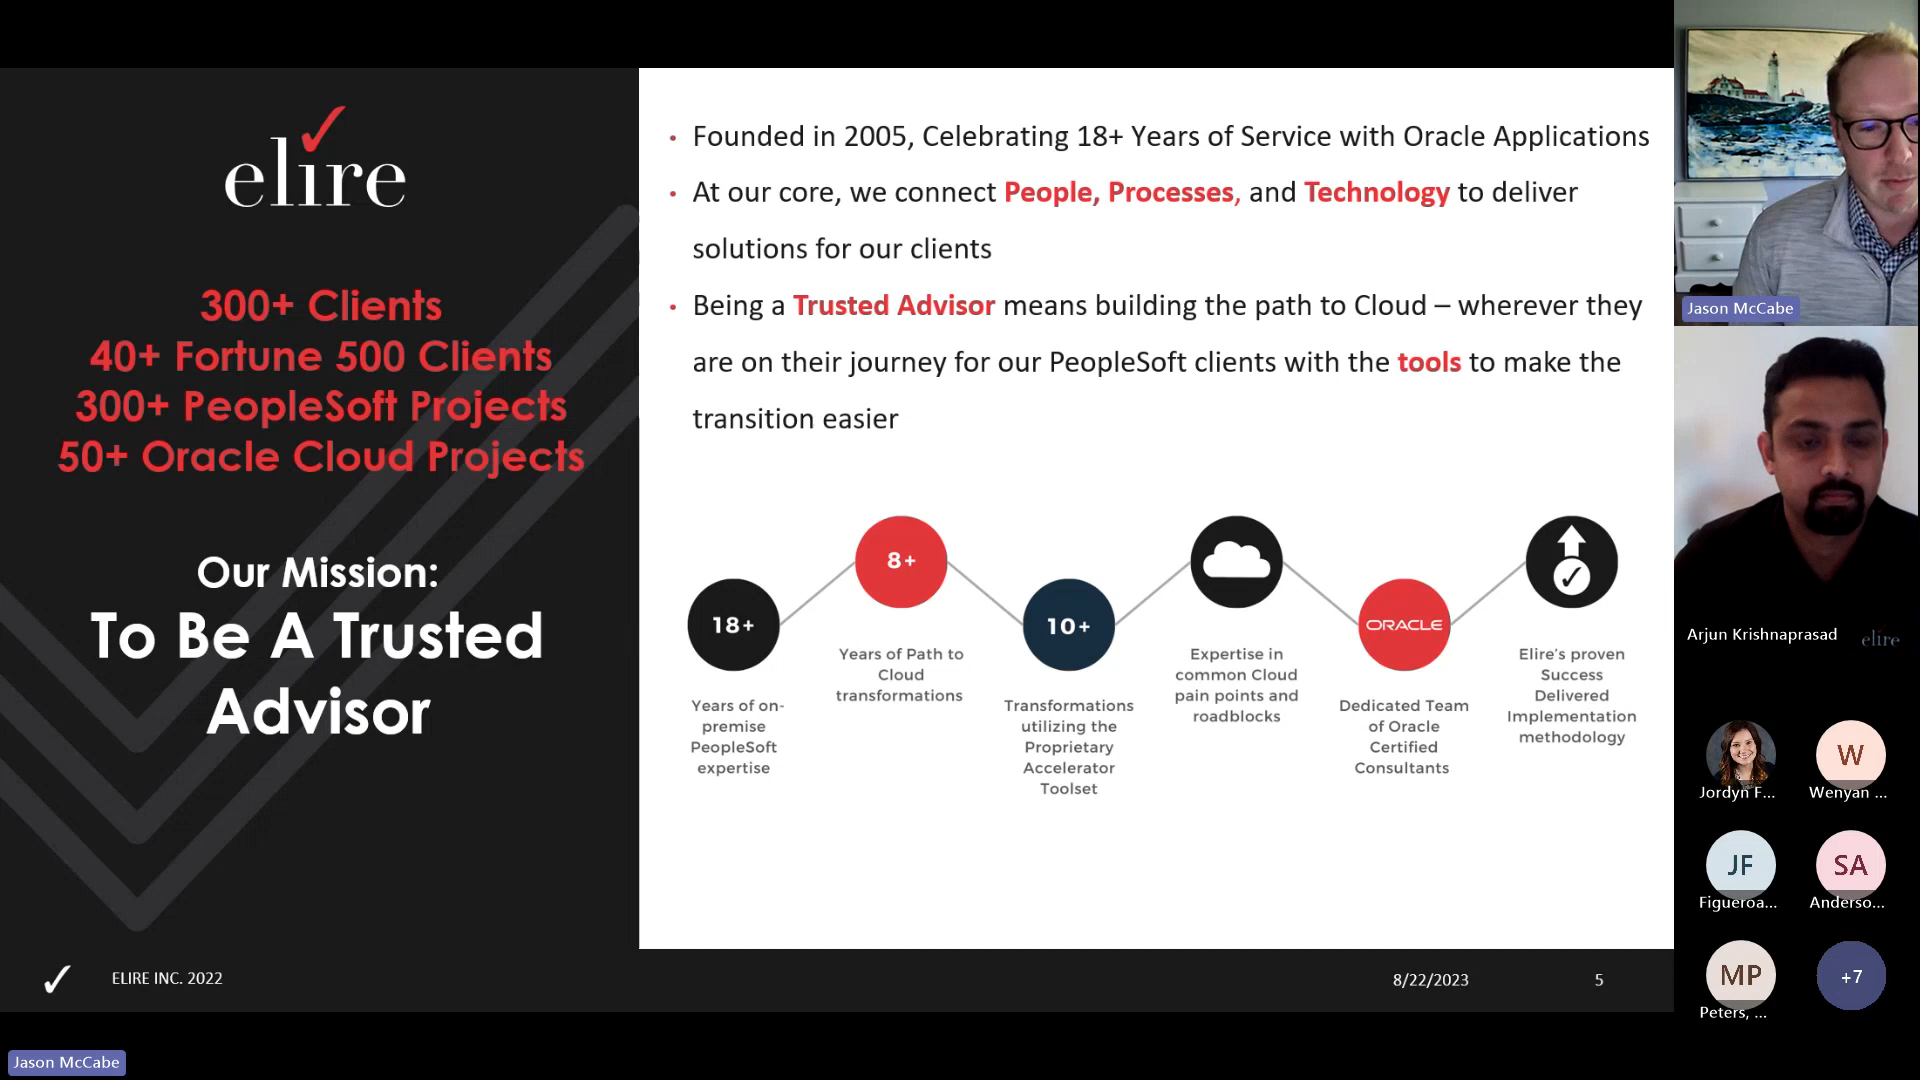 elire
300+ Clients
40+ Fortune 500 Clients
300+ PeopleSoft Projects
50+ Oracle Cloud Projects
Our Mission:
To Be A Trusted
Advisor
• Founded in 2005, Celebrating 18+ Years of Service with Oracle Applications
• At our core, we connect People, Processes, and Technology to deliver
solutions for our clients
• Being a Trusted Advisor means building the path to Cloud – wherever they
are on their journey for our PeopleSoft clients with the tools to make the
transition easier
18+
Years of on-
premise
PeopleSoft
expertise
8+
Years of Path to
Cloud
transformations
10+
Transformations
utilizing the
Proprietary
Accelerator
Toolset
Expertise in
common Cloud
pain points and
roadblocks
ORACLE
Dedicated Team
of Oracle
Certified
Consultants
Elire’s proven
Success
Delivered
Implementation
methodology
ELIRE INC. 2022
8/22/2023
5
Jason McCabe
Jason McCabe
Arjun Krishnaprasad
elire
Jordyn F...
W
Wenyan ...
JF
Figueroa...
SA
Anderso...
MP
Peters, ...
+7